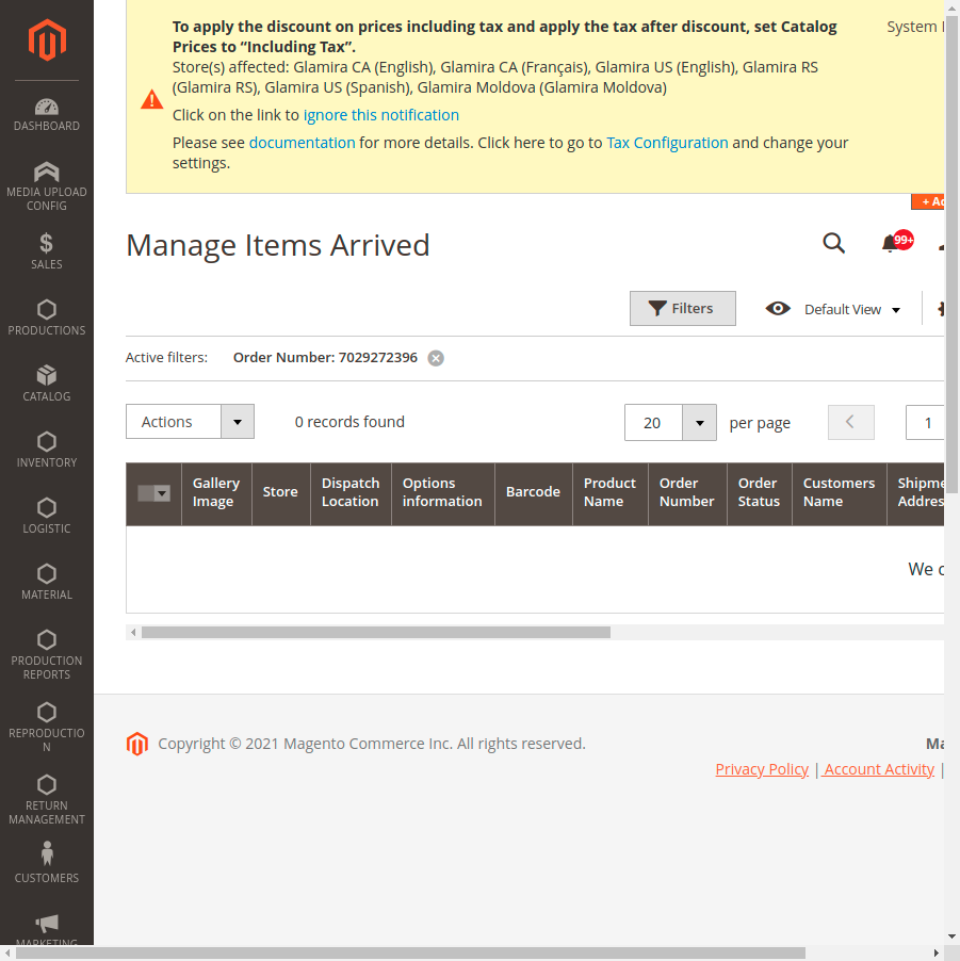 To apply the discount on prices including tax and apply the tax after discount, set Catalog
Prices to “Including Tax”.
Store(s) affected: Glamira CA (English), Glamira CA (Français), Glamira US (English), Glamira RS
(Glamira RS), Glamira US (Spanish), Glamira Moldova (Glamira Moldova)
Click on the link to ignore this notification
Please see documentation for more details. Click here to go to Tax Configuration and change your
settings.
System
DASHBOARD
MEDIA UPLOAD
CONFIG
SALES
PRODUCTIONS
CATALOG
INVENTORY
LOGISTIC
MATERIAL
PRODUCTION
REPORTS
REPRODUCTIO
N
RETURN
MANAGEMENT
CUSTOMERS
MARKETING
Manage Items Arrived
99+
Filters
Default View
Active filters: Order Number: 7029272396
Actions
0 records found
20
per page
1
Gallery
Image
Store
Dispatch
Location
Options
information
Barcode
Product
Name
Order
Number
Order
Status
Customers
Name
We
Copyright © 2021 Magento Commerce Inc. All rights reserved.
Privacy Policy | Account Activity |